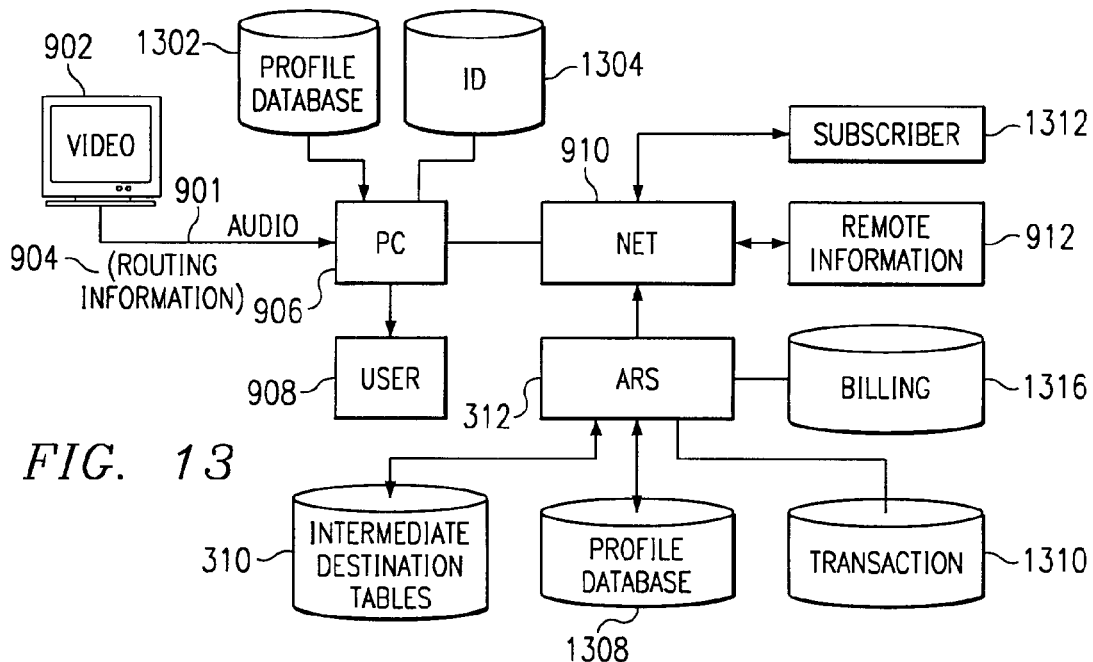 1302
1304
902
PROFILE
DATABASE
ID
VIDEO
910
SUBSCRIBER
1312
901
AUDIO
PC
NET
REMOTE
INFORMATION
912
904
(ROUTING
INFORMATION)
906
USER
908
ARS
312
BILLING
1316
FIG. 13
INTERMEDIATE
DESTINATION
TABLES
310
PROFILE
DATABASE
1308
TRANSACTION
1310